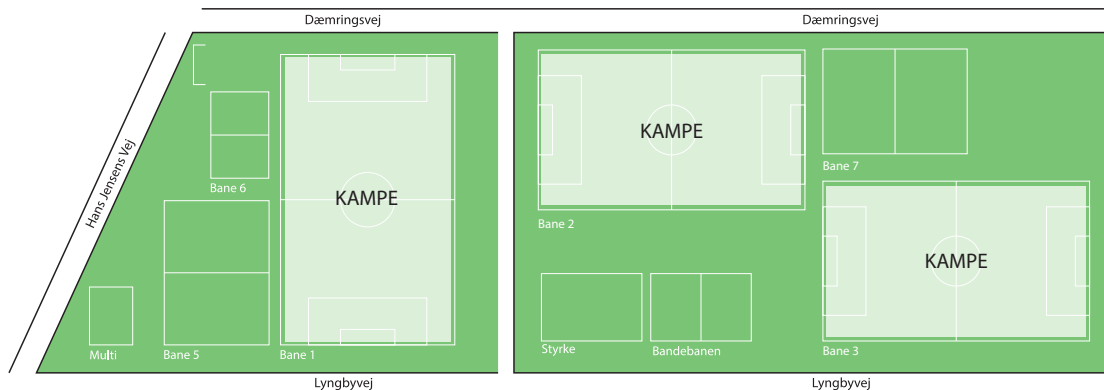 Dæmringsvej
Dæmringsvej
Hans Jensens Vej
KAMPE
Bane 7
Bane 6
KAMPE
Bane 2
KAMPE
Multi
Bane 5
Bane 1
Styrke
Bandebanen
Bane 3
Lyngbyvej
Lyngbyvej